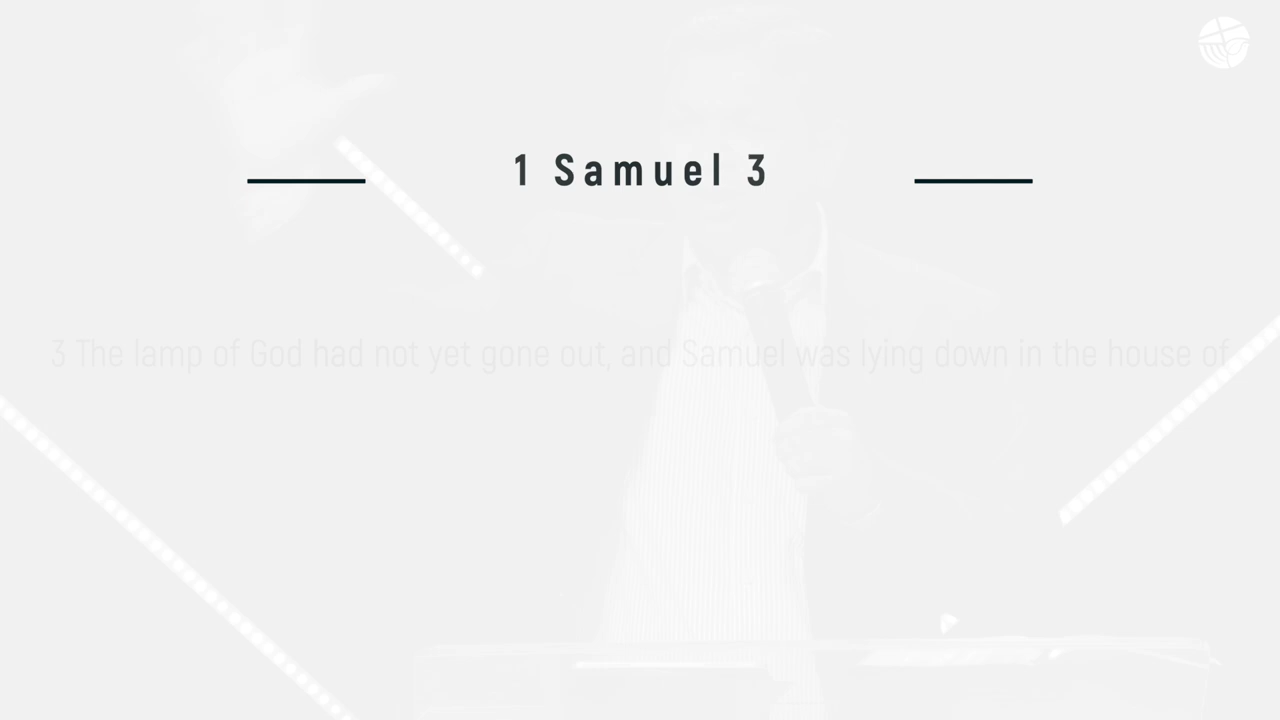 1 Samuel 3
3 The lamp of God had not yet gone out, and Samuel was lying down in the house of